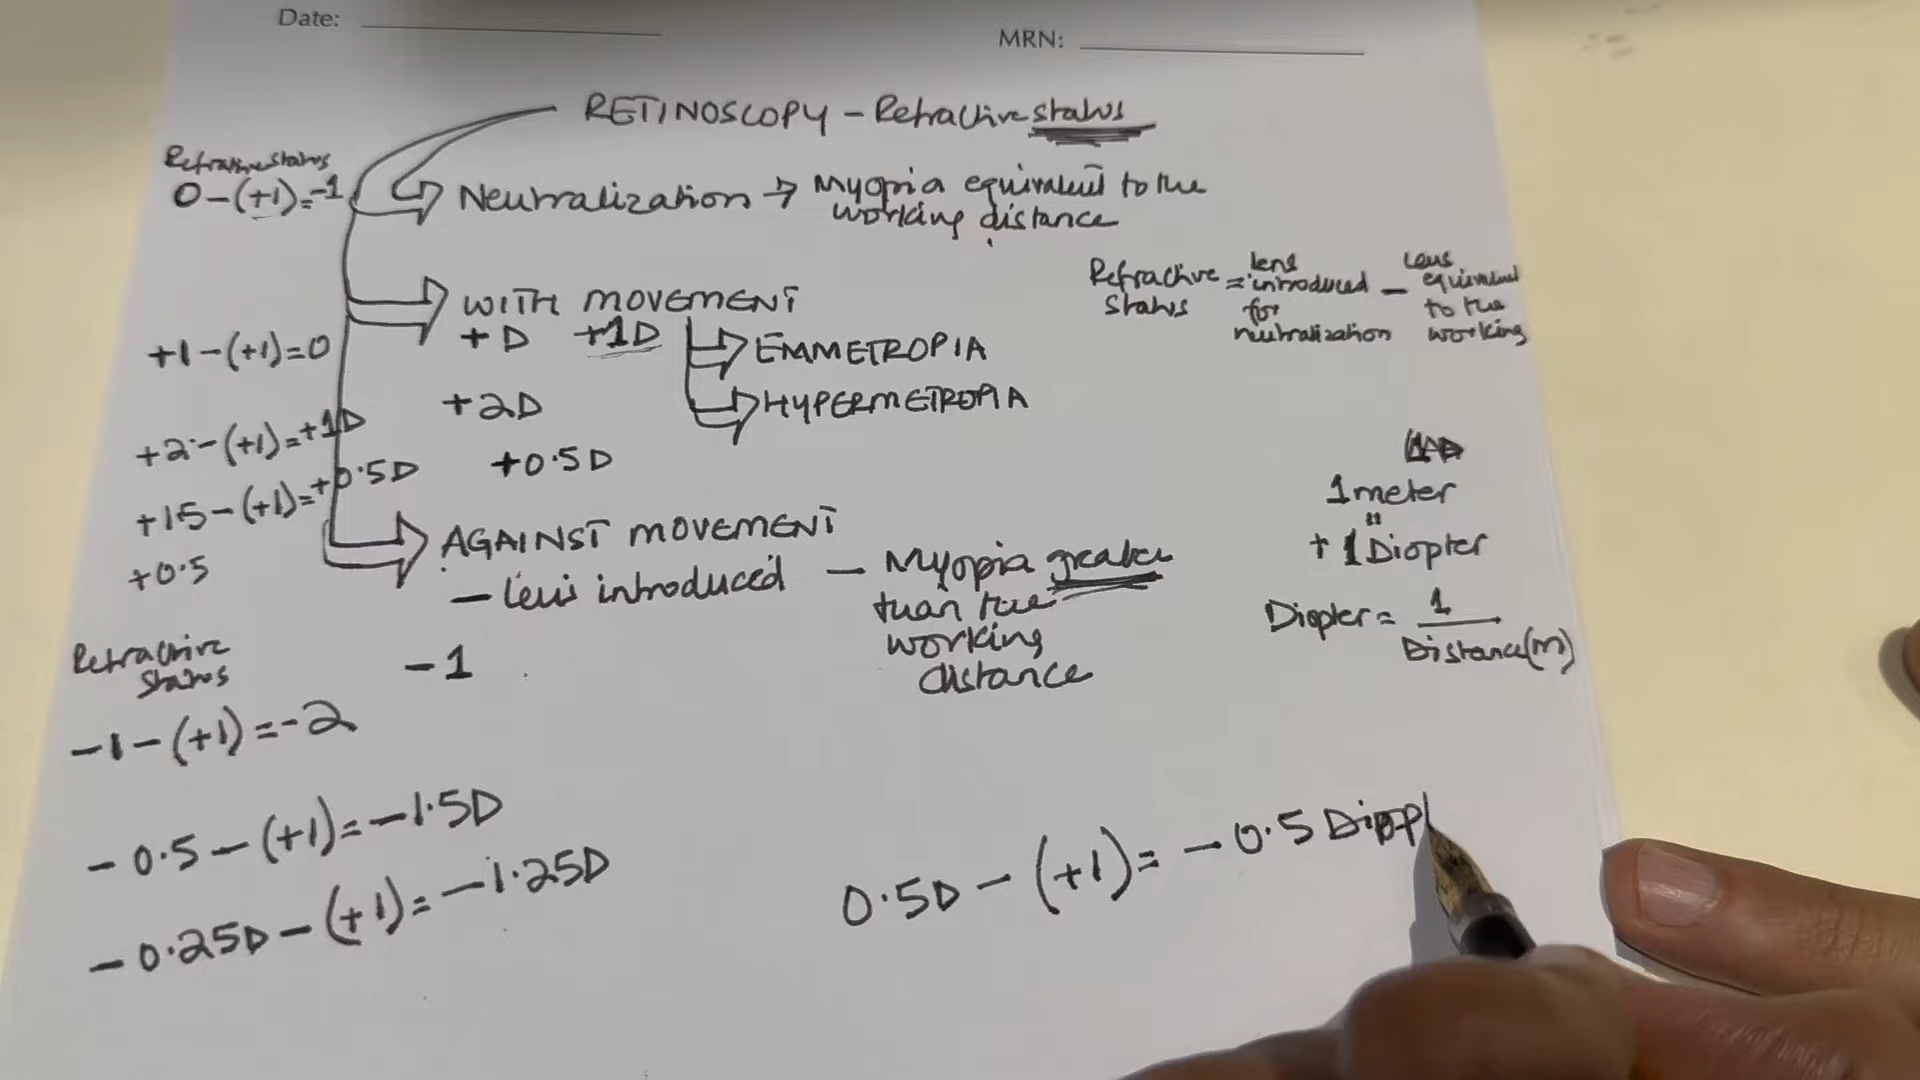 Date:
MRN:
RETINOSCOPY - Refractive status
Refractive status
0-(+1)=-1
Neutralization → Myopia equivalent to the
working distance
Refractive status = lens introduced for neutralization - Lens equivalent to the working
WITH MOVEMENT
+D +1D
EMMETROPIA
HYPERMETROPIA
+1-(+1)=0
+2D
+2-(+1)=+1D
+0.5D
+15-(+1)=+0.5D
+0.5
AGAINST MOVEMENT
- lens introduced - Myopia greater
than the
working
distance
1meter
"
+1Diopter
Diopter = 1
Distance(m)
Refractive
status
-1
-1-(+1)=-2
-0.5-(+1)=-1.5D
-0.25D-(+1)=-1.25D
0.5D-(+1)=-0.5 Diopt